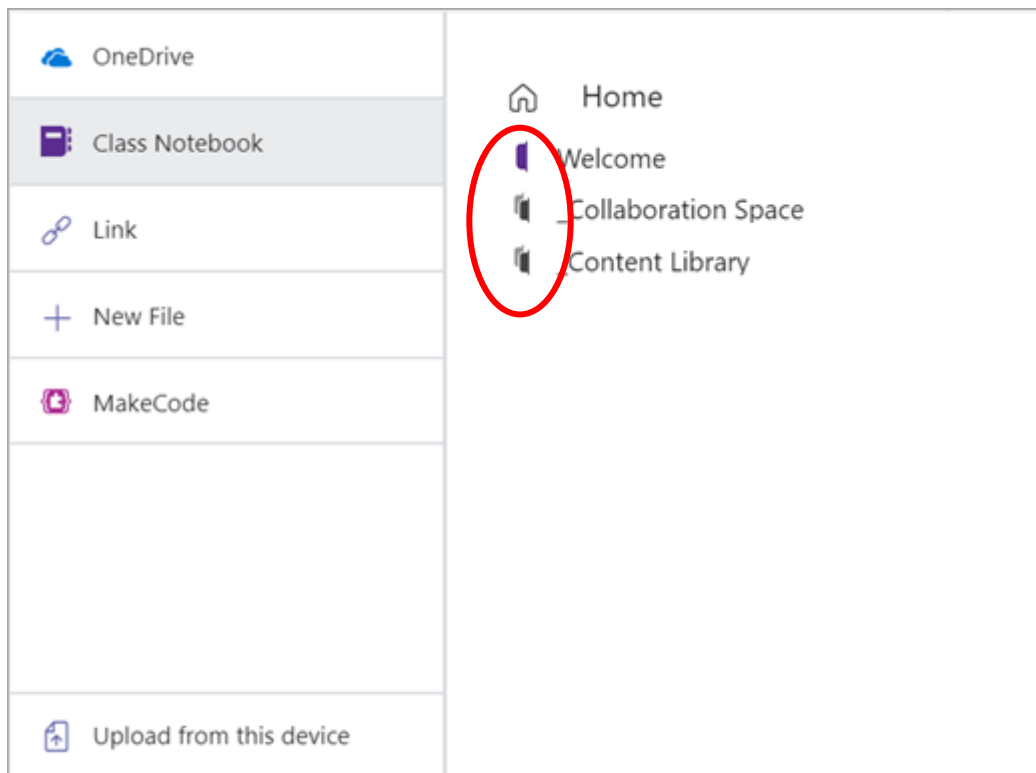 OneDrive
Class Notebook
Link
New File
MakeCode
Upload from this device
Home
Welcome
_Collaboration Space
_Content Library